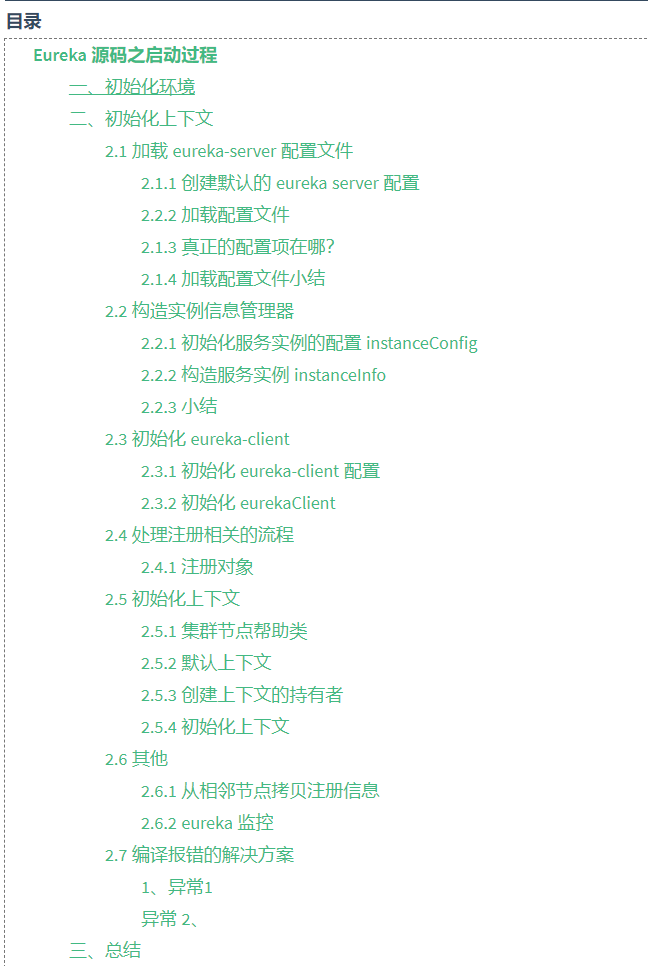 目录
Eureka 源码之启动过程
一、初始化环境
二、初始化上下文
2.1 加载 eureka-server 配置文件
2.1.1 创建默认的 eureka server 配置
2.2.2 加载配置文件
2.1.3 真正的配置项在哪?
2.1.4 加载配置文件小结
2.2 构造实例信息管理器
2.2.1 初始化服务实例的配置 instanceConfig
2.2.2 构造服务实例 instanceInfo
2.2.3 小结
2.3 初始化 eureka-client
2.3.1 初始化 eureka-client 配置
2.3.2 初始化 eurekaClient
2.4 处理注册相关的流程
2.4.1 注册对象
2.5 初始化上下文
2.5.1 集群节点帮助类
2.5.2 默认上下文
2.5.3 创建上下文的持有者
2.5.4 初始化上下文
2.6 其他
2.6.1 从相邻节点拷贝注册信息
2.6.2 eureka 监控
2.7 编译报错的解决方案
1、异常1
异常 2、
三、总结